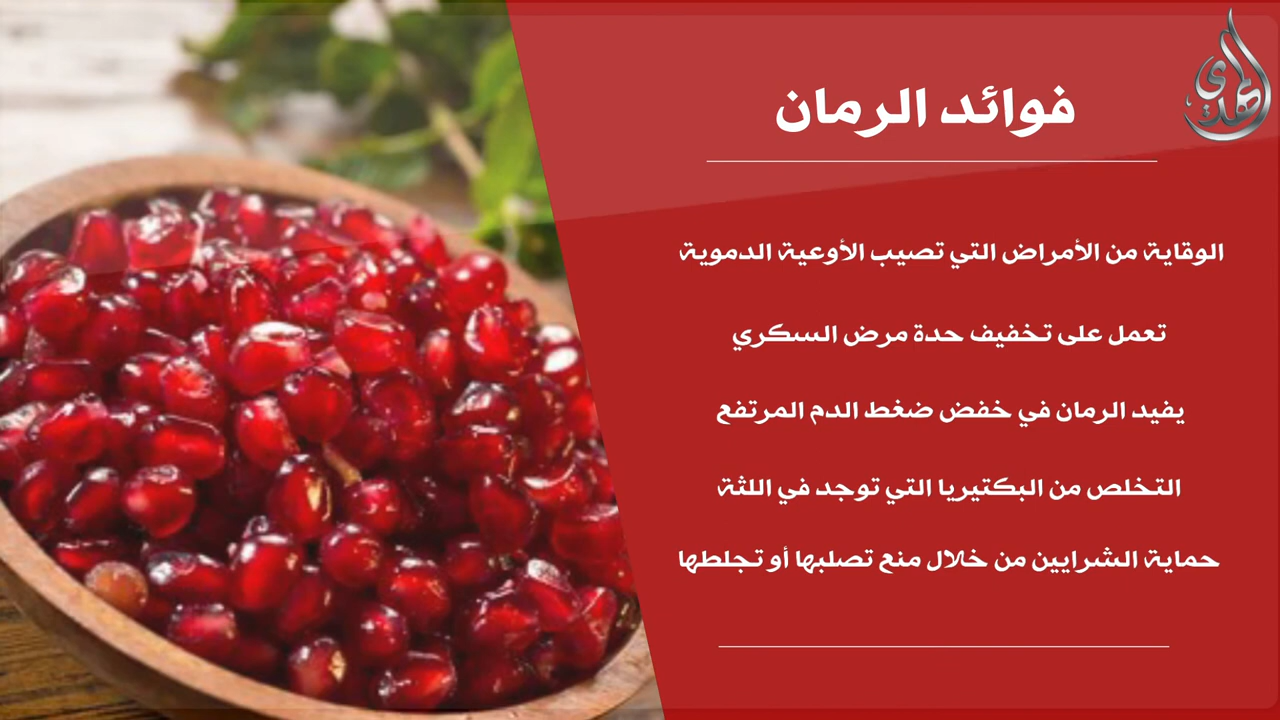 المهدي
فوائد الرمان
الوقاية من الأمراض التي تصيب الأوعية الدموية
تعمل على تخفيف حدة مرض السكري
يفيد الرمان في خفض ضغط الدم المرتفع
التخلص من البكتيريا التي توجد في اللثة
حماية الشرايين من خلال منع تصلبها أو تجلطها